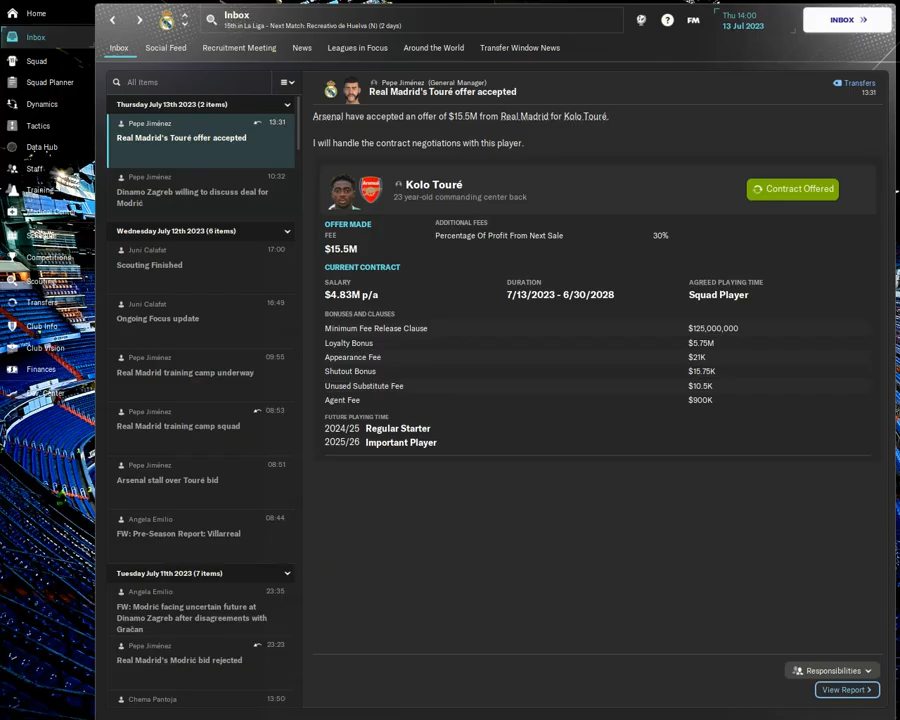 Home
Inbox
Squad
Squad Planner
Dynamics
Tactics
Data Hub
Staff
Training
Competitions
Scouting
Transfers
Club Info
Club Vision
Finances
Inbox
15th in La Liga - Next Match: Recreativo de Huelva (N) (2 days)
FM
Thu 14:00
13 Jul 2023
INBOX
Inbox
Social Feed
Recruitment Meeting
News
Leagues in Focus
Around the World
Transfer Window News
All Items
Thursday July 13th 2023 (2 items)
Pepe Jiménez 13:31
Real Madrid's Touré offer accepted
Pepe Jiménez 10:32
Dinamo Zagreb willing to discuss deal for
Modrić
Wednesday July 12th 2023 (6 items)
Juni Calafat 17:00
Scouting Finished
Juni Calafat 16:49
Ongoing Focus update
Pepe Jiménez 09:55
Real Madrid training camp underway
Pepe Jiménez 08:53
Real Madrid training camp squad
Pepe Jiménez 08:51
Arsenal stall over Touré bid
Angela Emilio 08:44
FW: Pre-Season Report: Villarreal
Tuesday July 11th 2023 (7 items)
Angela Emilio 23:35
FW: Modrić facing uncertain future at
Dinamo Zagreb after disagreements with
Gračan
Pepe Jiménez 23:23
Real Madrid's Modrić bid rejected
Chema Pantoja 13:50
Pepe Jiménez (General Manager)
Real Madrid's Touré offer accepted
Transfers
13:31
Arsenal have accepted an offer of $15.5M from Real Madrid for Kolo Touré.
I will handle the contract negotiations with this player.
Arsenal
Kolo Touré
23 year-old commanding center back
Contract Offered
OFFER MADE
FEE
$15.5M
ADDITIONAL FEES
Percentage Of Profit From Next Sale 30%
CURRENT CONTRACT
SALARY DURATION AGREED PLAYING TIME
$4.83M p/a 7/13/2023 - 6/30/2028 Squad Player
BONUSES AND CLAUSES
Minimum Fee Release Clause $125,000,000
Loyalty Bonus $5.75M
Appearance Fee $21K
Shutout Bonus $15.75K
Unused Substitute Fee $10.5K
Agent Fee $900K
FUTURE PLAYING TIME
2024/25 Regular Starter
2025/26 Important Player
Responsibilities
View Report